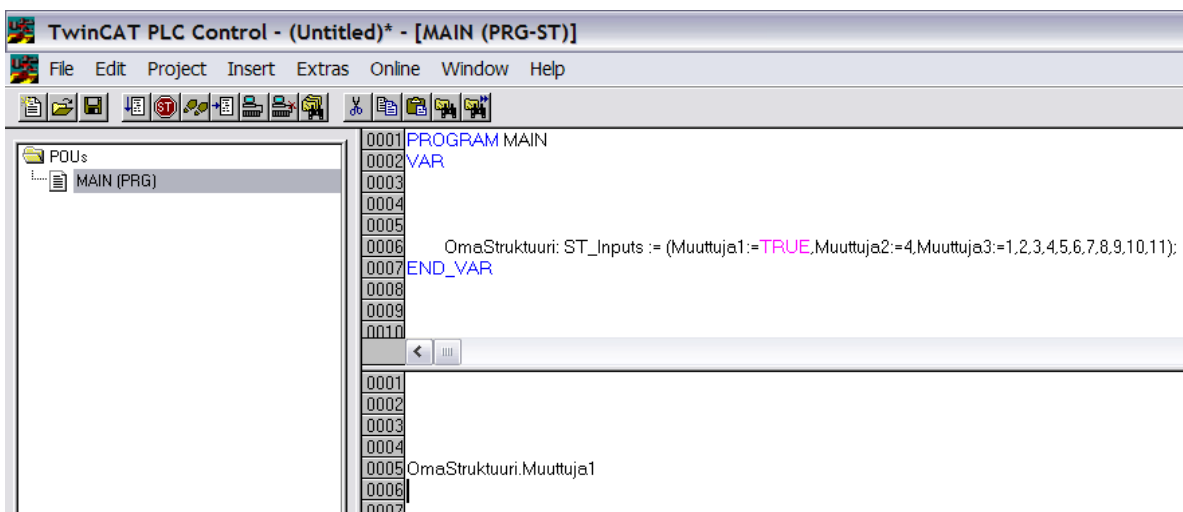 TwinCAT PLC Control - (Untitled)* - [MAIN (PRG-ST)]
File Edit Project Insert Extras Online Window Help
POUs
MAIN (PRG)
0001 PROGRAM MAIN
0002 VAR
0003
0004
0005
0006 OmaStruktuuri: ST_Inputs := (Muuttuja1:=TRUE,Muuttuja2:=4,Muuttuja3:=1,2,3,4,5,6,7,8,9,10,11);
0007 END_VAR
0008
0009
0010
0001
0002
0003
0004
0005 OmaStruktuuri.Muuttuja1
0006
0007